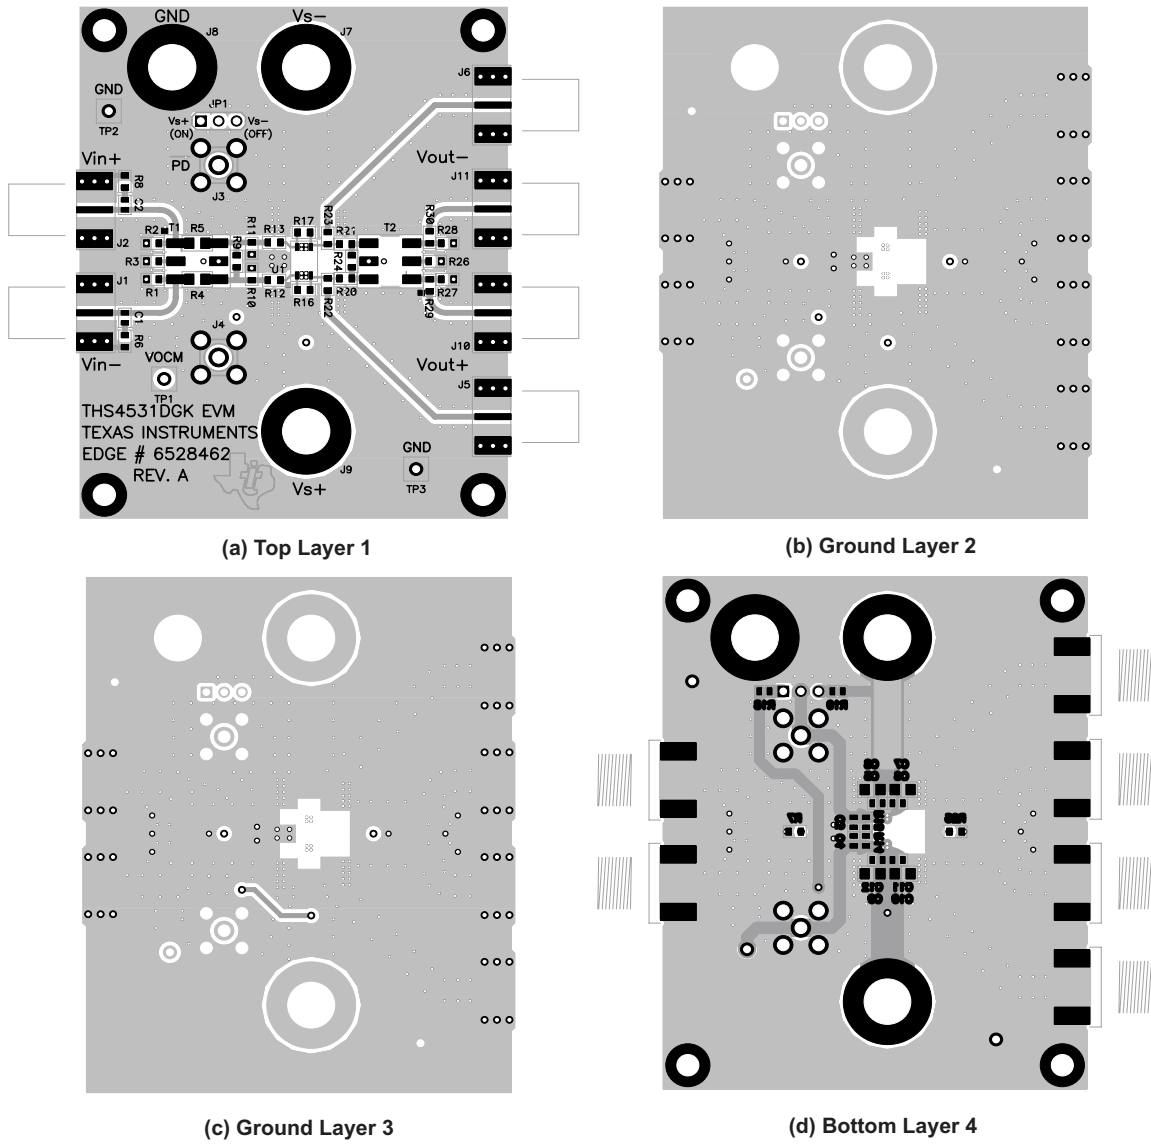 GND
Vs-
J8
J7
J6
GND
TP2
JP1
Vs+
(ON)
Vs-
(OFF)
PD
J3
Vin+
Vout-
J11
R8
C2
J2
R2
T1
R5
R3
R1
R4
R9
R11
R13
R17
U1
R12
R10
R16
R23
R21
R24
R20
R22
T2
R30
R28
R26
R27
R29
J1
C1
R6
Vin-
J4
VOCM
TP1
J10
Vout+
J5
THS4531DGK EVM
TEXAS INSTRUMENTS
EDGE # 6528462
REV. A
J9
Vs+
GND
TP3
(a) Top Layer 1
(b) Ground Layer 2
(c) Ground Layer 3
(d) Bottom Layer 4